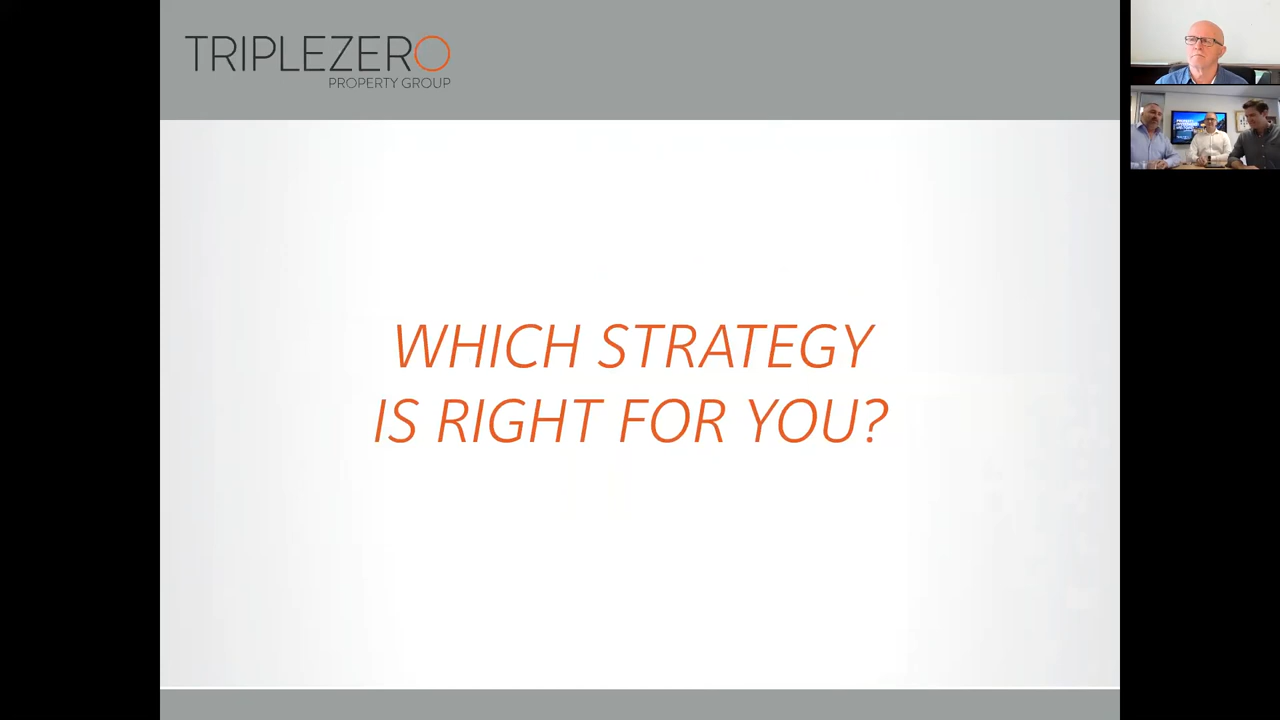 TRIPLEZERO
PROPERTY GROUP
WHICH STRATEGY
IS RIGHT FOR YOU?